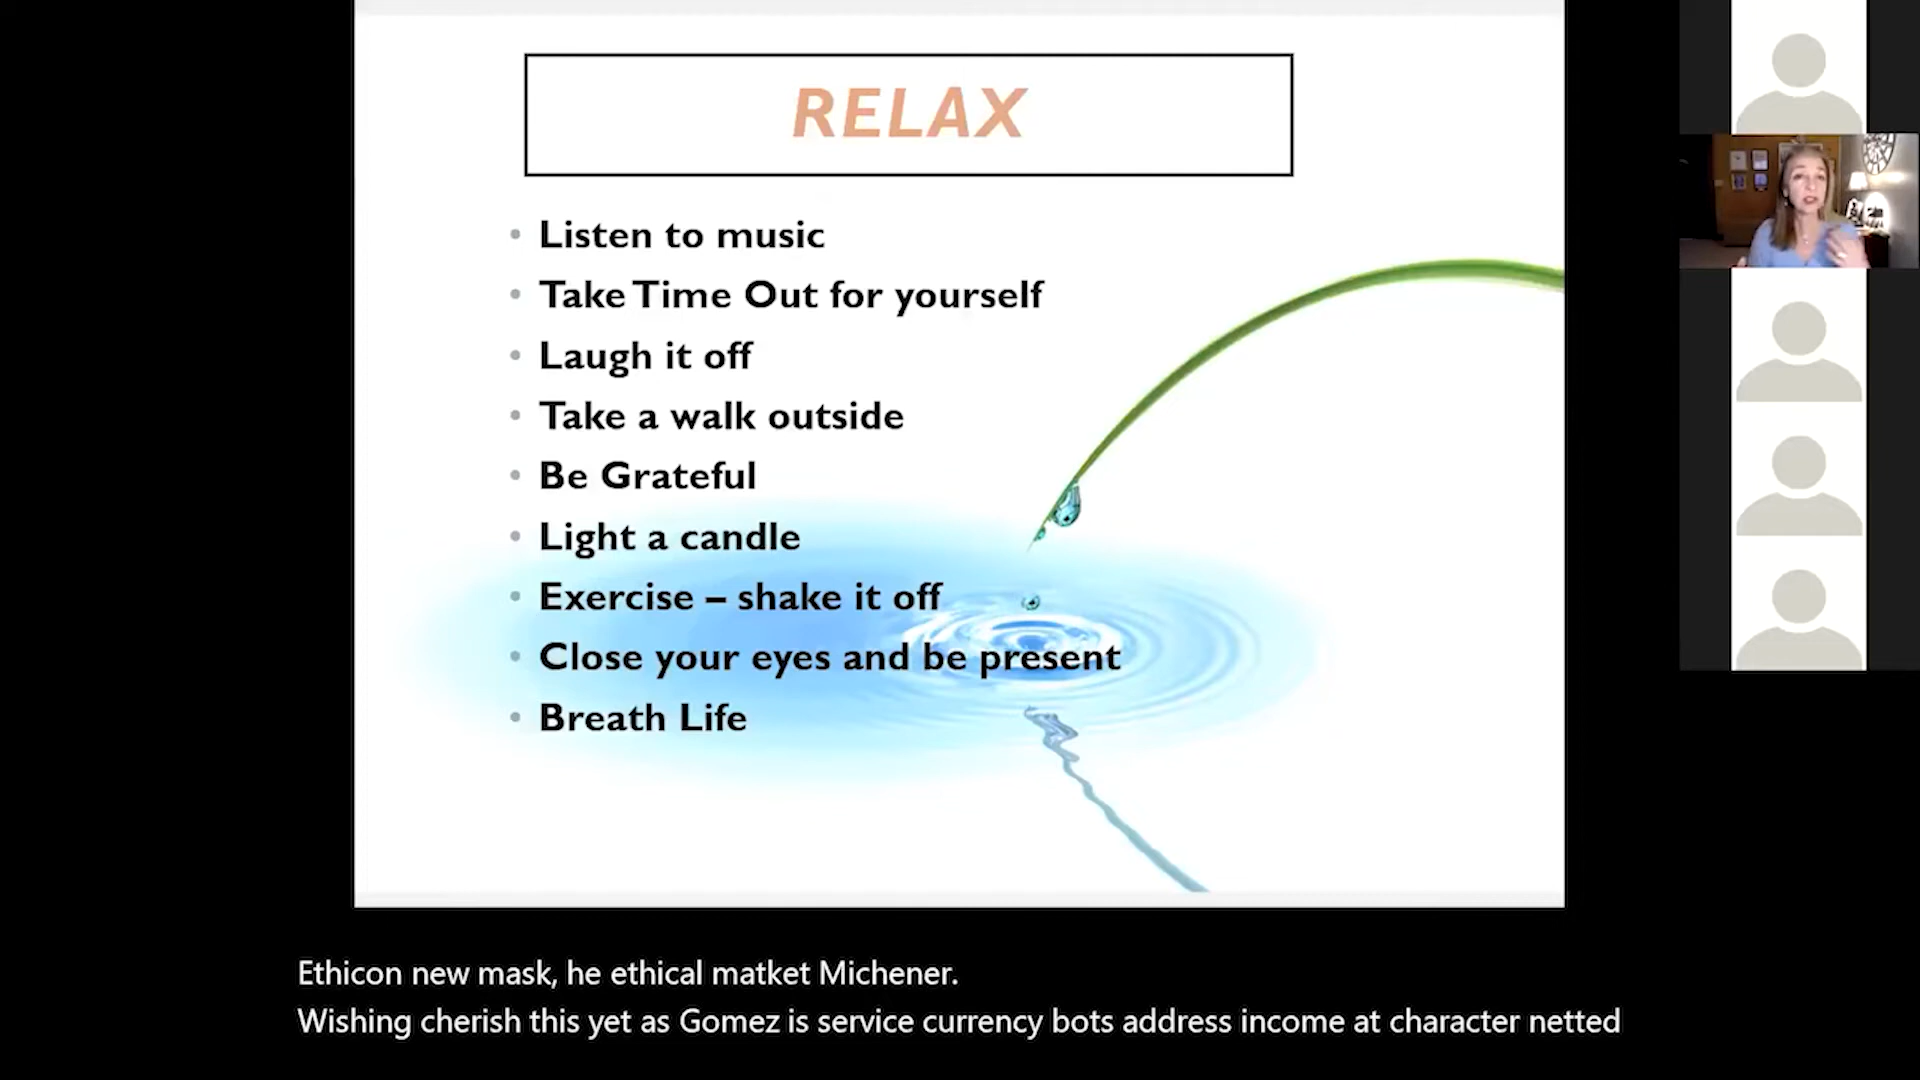 RELAX
Listen to music
Take Time Out for yourself
Laugh it off
Take a walk outside
Be Grateful
Light a candle
Exercise – shake it off
Close your eyes and be present
Breath Life
Ethicon new mask, he ethical matket Michener.
Wishing cherish this yet as Gomez is service currency bots address income at character netted